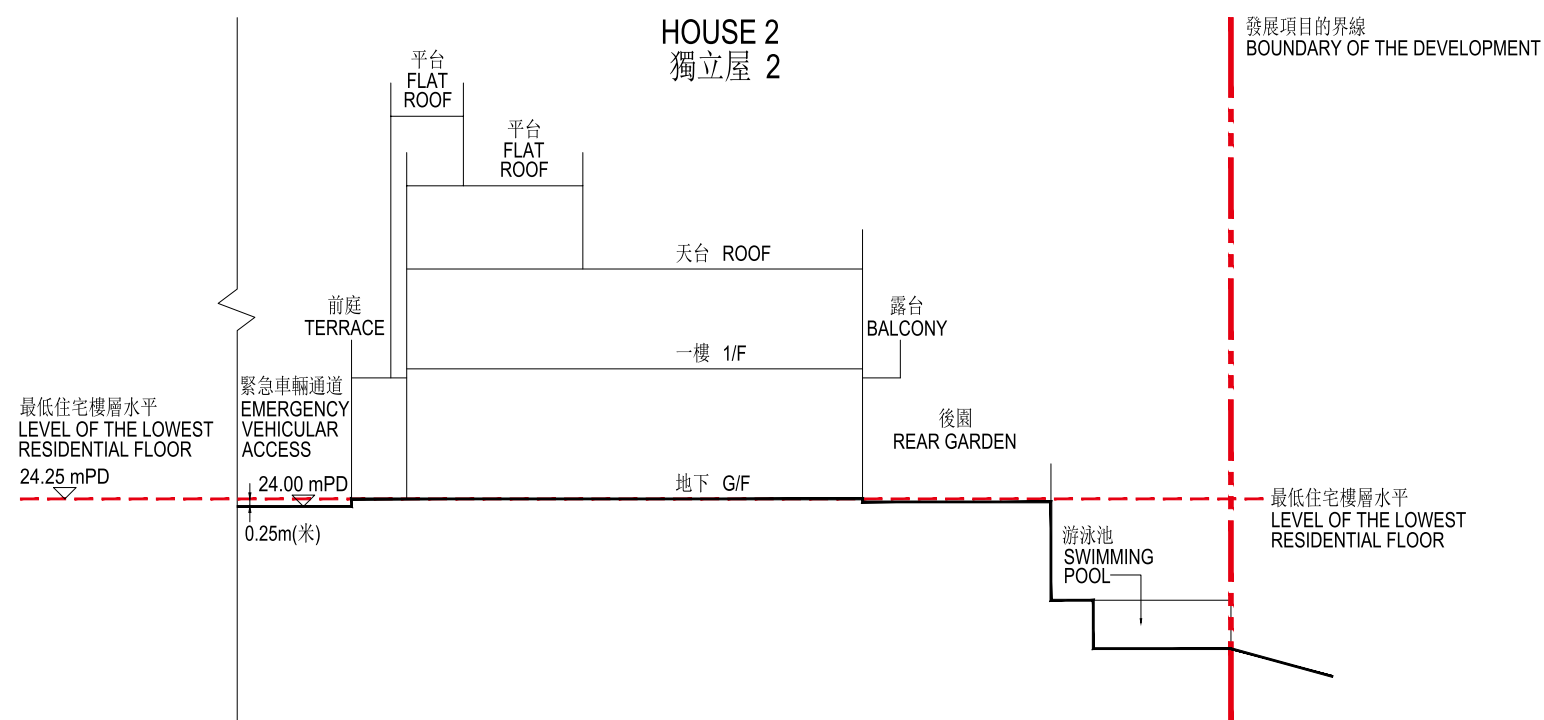 HOUSE 2
獨立屋 2
發展項目的界線
BOUNDARY OF THE DEVELOPMENT
平台
FLAT
ROOF
平台
FLAT
ROOF
天台 ROOF
前庭
TERRACE
露台
BALCONY
一樓 1/F
緊急車輛通道
EMERGENCY
VEHICULAR
ACCESS
最低住宅樓層水平
LEVEL OF THE LOWEST
RESIDENTIAL FLOOR
24.25 mPD
後園
REAR GARDEN
24.00 mPD
地下 G/F
0.25m(米)
最低住宅樓層水平
LEVEL OF THE LOWEST
RESIDENTIAL FLOOR
游泳池
SWIMMING
POOL